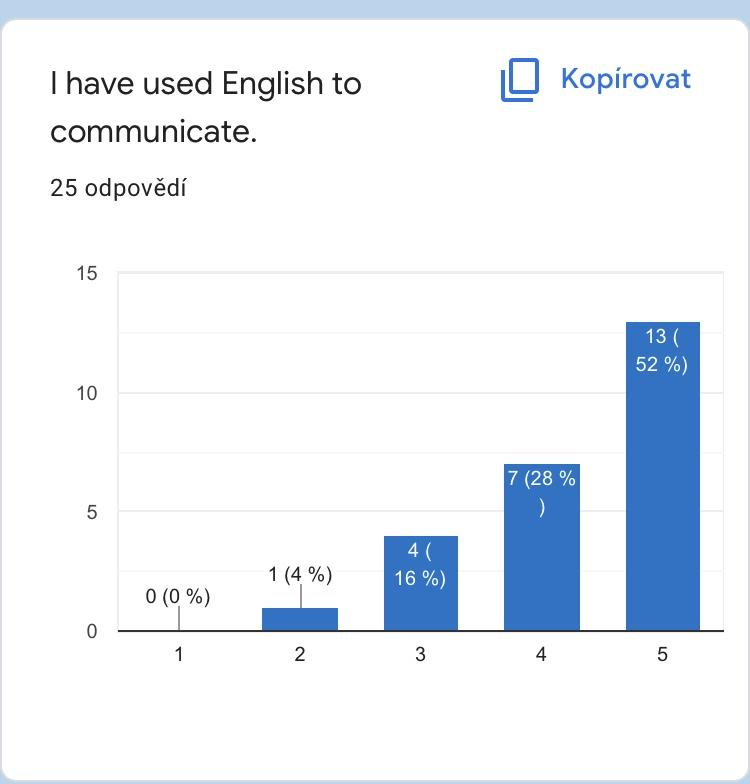 I have used English to
communicate.
Kopírovat
25 odpovědí
15
10
5
0
0 (0 %)
1 (4 %)
4 (
16 %)
7 (28 %
)
13 (
52 %)
1
2
3
4
5